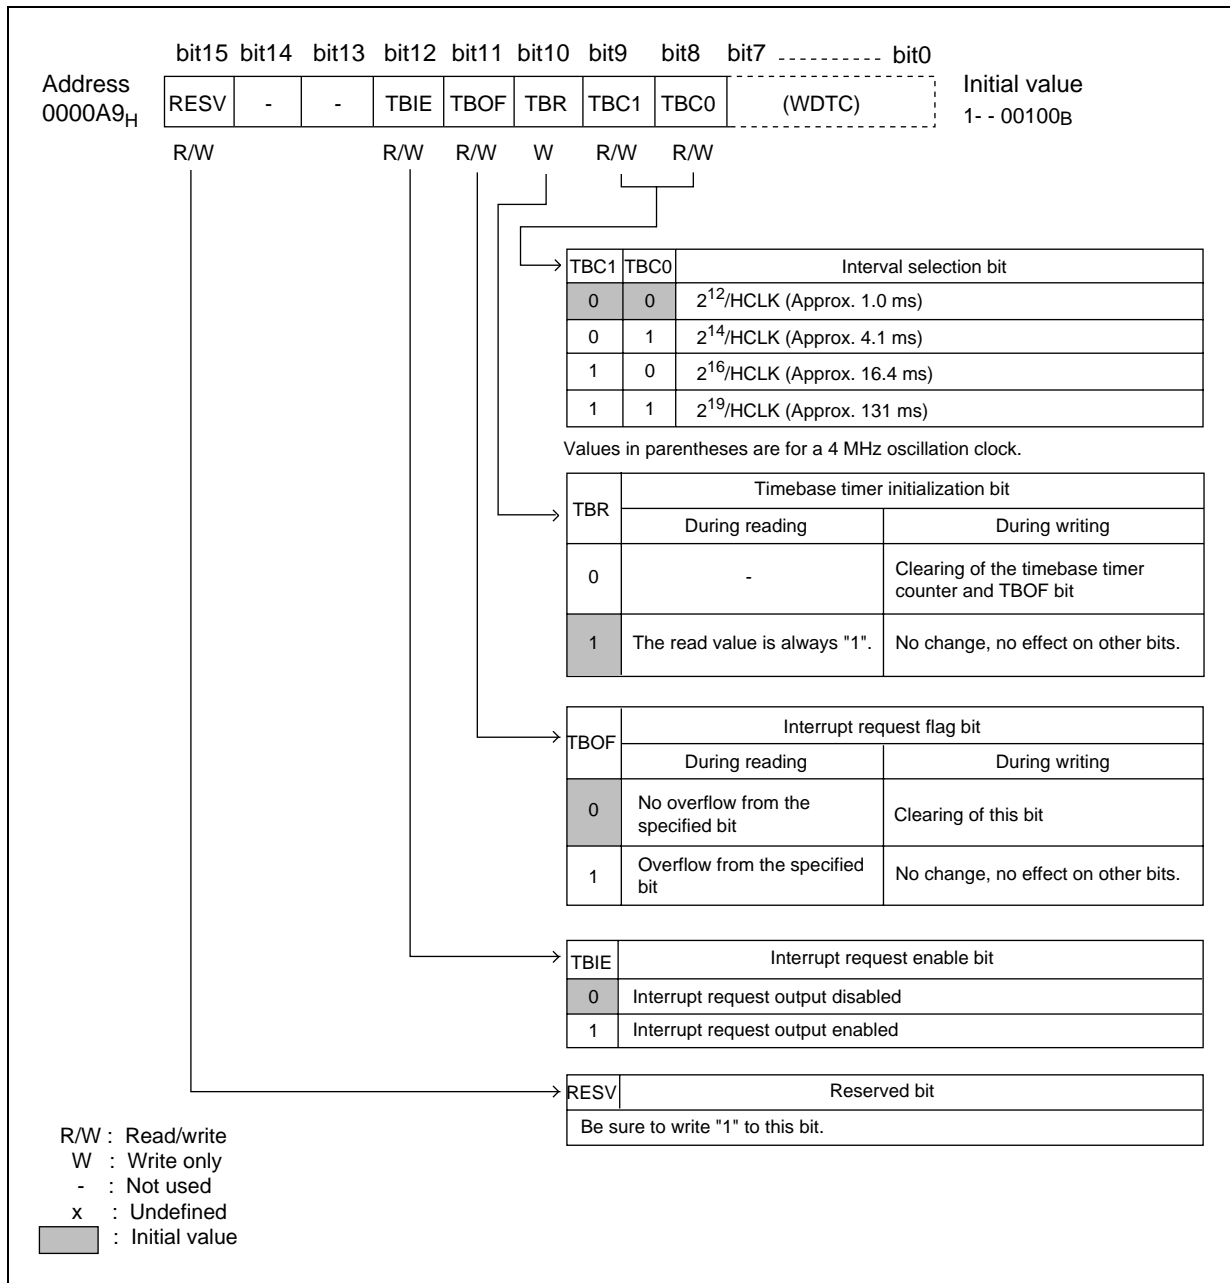 bit15 bit14 bit13 bit12 bit11 bit10 bit9 bit8 bit7 ---------- bit0
Address
0000A9H
RESV - - TBIE TBOF TBR TBC1 TBC0 (WDTC)
Initial value
1- - 00100B
R/W R/W R/W W R/W R/W
TBC1 TBC0 Interval selection bit
0 0 2^12/HCLK (Approx. 1.0 ms)
0 1 2^14/HCLK (Approx. 4.1 ms)
1 0 2^16/HCLK (Approx. 16.4 ms)
1 1 2^19/HCLK (Approx. 131 ms)
Values in parentheses are for a 4 MHz oscillation clock.
TBR Timebase timer initialization bit
During reading During writing
0 - Clearing of the timebase timer
counter and TBOF bit
1 The read value is always "1". No change, no effect on other bits.
TBOF Interrupt request flag bit
During reading During writing
0 No overflow from the
specified bit
Clearing of this bit
1 Overflow from the specified
bit
No change, no effect on other bits.
TBIE Interrupt request enable bit
0 Interrupt request output disabled
1 Interrupt request output enabled
RESV Reserved bit
Be sure to write "1" to this bit.
R/W : Read/write
W : Write only
- : Not used
x : Undefined
: Initial value